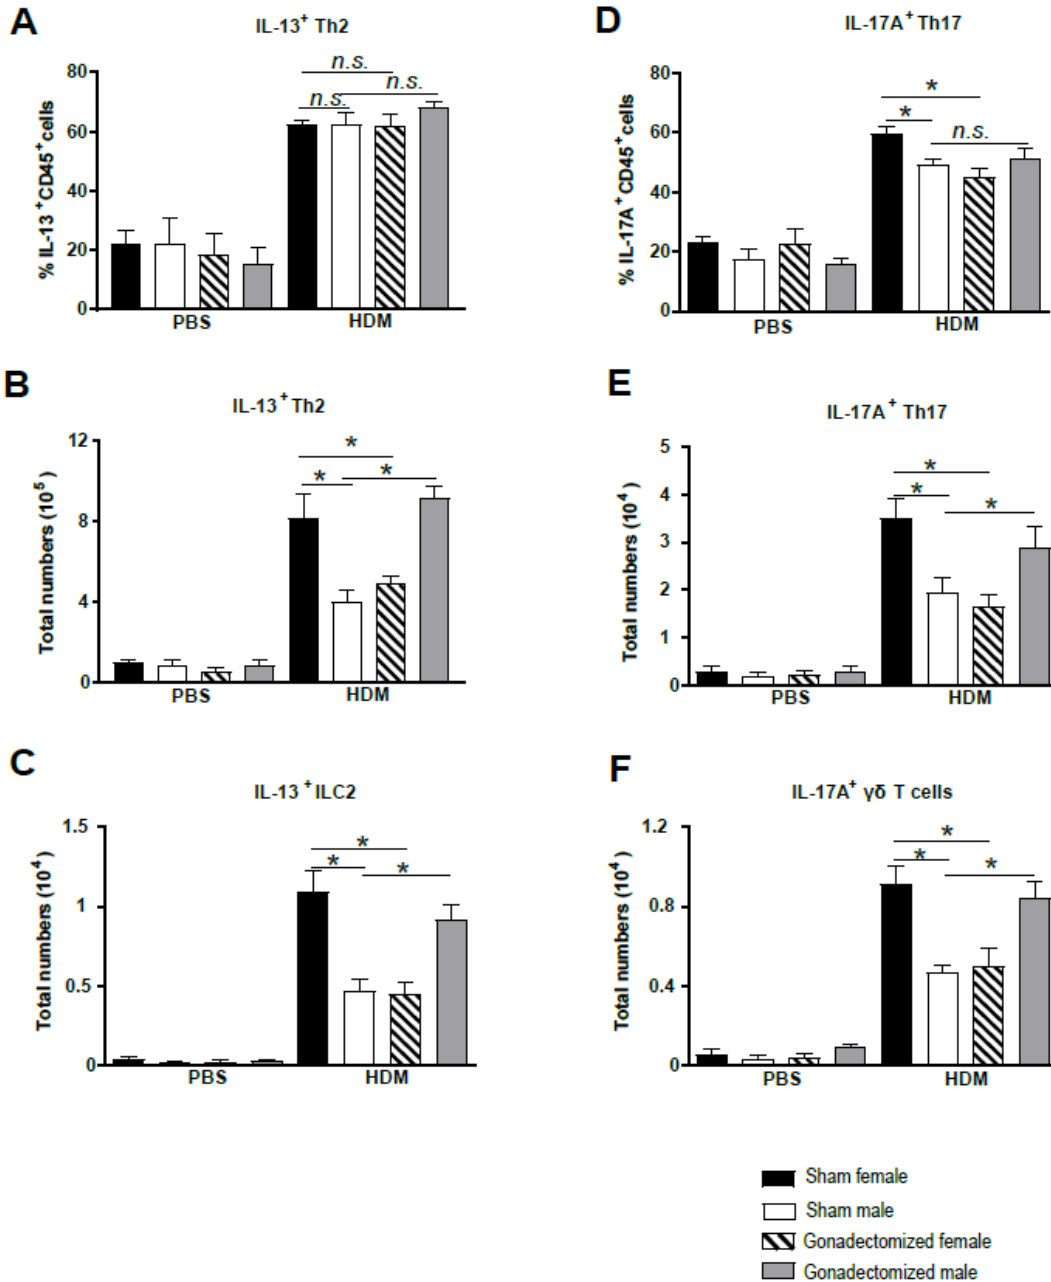 A
IL-13+ Th2
% IL-13 +CD45+cells
80
60
40
20
0
n.s.
n.s.
n.s.
PBS
HDM
D
IL-17A+ Th17
% IL-17A+ CD45+cells
80
60
40
20
0
*
*
n.s.
PBS
HDM
B
IL-13 + Th2
Total numbers (105 )
12
8
4
0
*
*
*
PBS
HDM
E
IL-17A+ Th17
Total numbers (104 )
5
4
3
2
1
0
*
*
*
PBS
HDM
C
IL-13 + ILC2
Total numbers (104 )
1.5
1
0.5
0
*
*
*
PBS
HDM
F
IL-17A+ γδ T cells
Total numbers (104 )
1.2
0.8
0.4
0
*
*
*
PBS
HDM
Sham female
Sham male
Gonadectomized female
Gonadectomized male